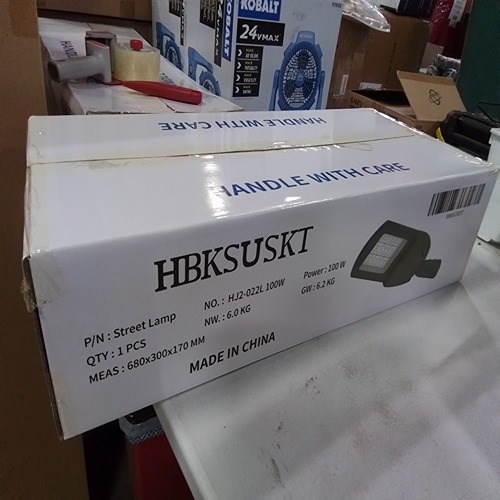 KOBALT
24VMAX
HANDLE WITH CARE
HANDLE WITH CARE
HBKSUSKT
P/N : Street Lamp
NO. : HJ2-022L 100W
Power : 100 W
QTY : 1 PCS
NW. : 6.0 KG
GW : 6.2 KG
MEAS : 680x300x170 MM
MADE IN CHINA